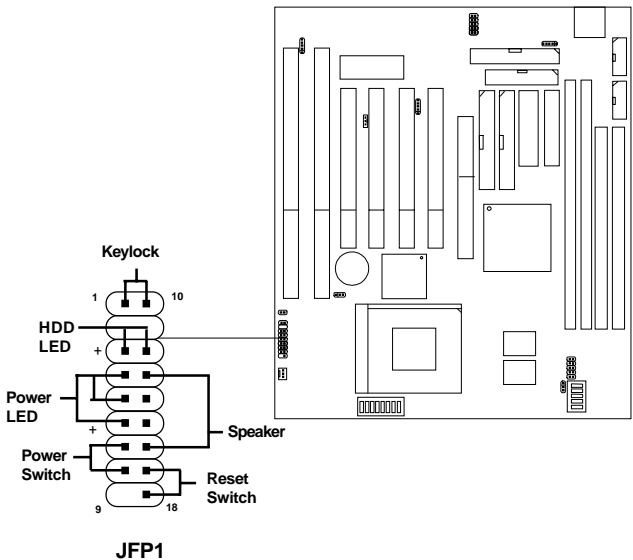 Keylock
1 10
HDD
LED
+
Power
LED
+
Speaker
Power
Switch
Reset
Switch
9 18
JFP1